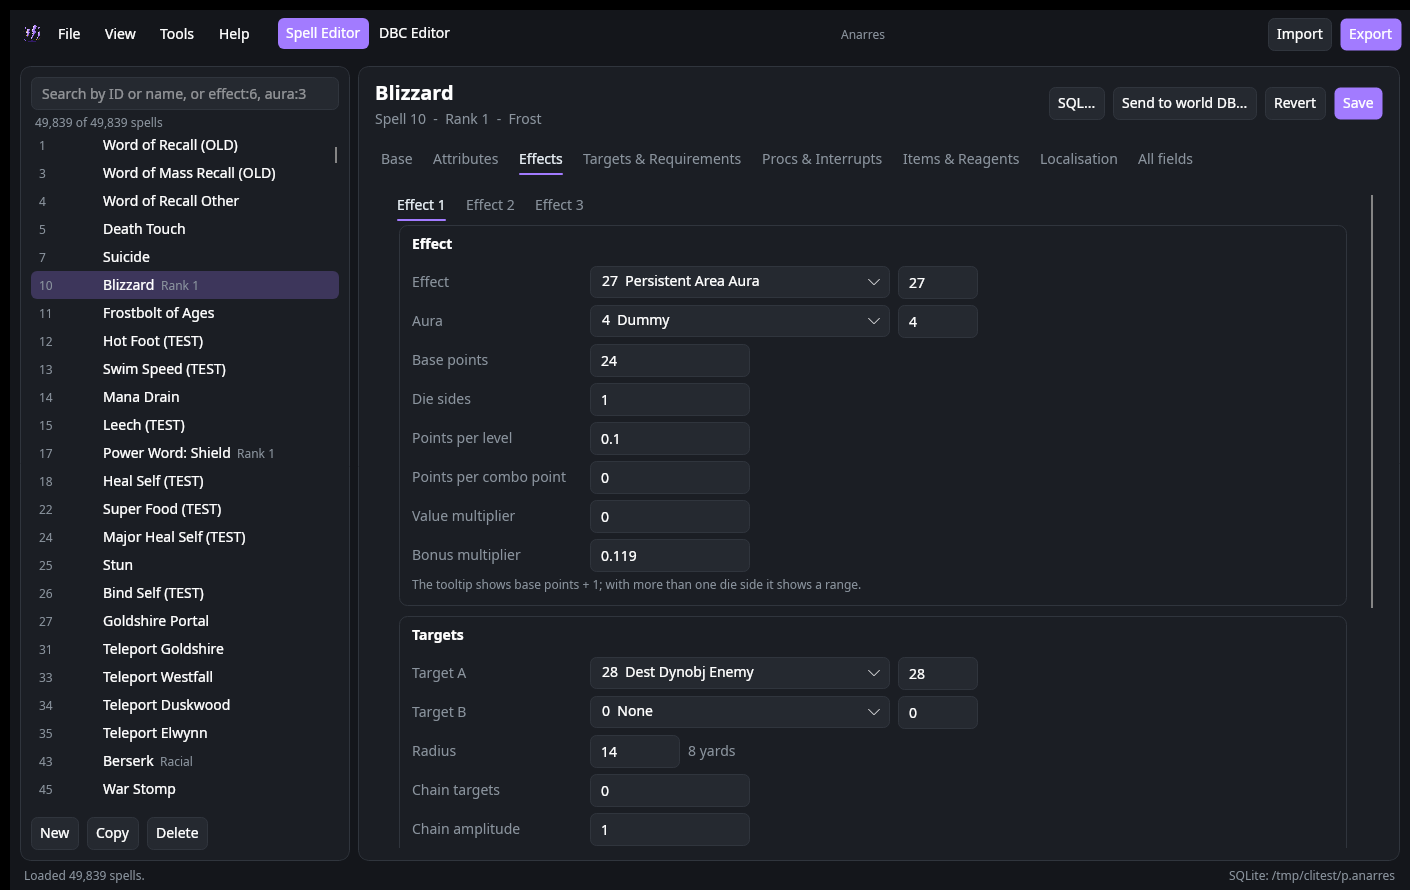 File View Tools Help Spell Editor DBC Editor Anarres Import Export
Search by ID or name, or effect:6, aura:3
49,839 of 49,839 spells
1 Word of Recall (OLD)
3 Word of Mass Recall (OLD)
4 Word of Recall Other
5 Death Touch
7 Suicide
10 Blizzard Rank 1
11 Frostbolt of Ages
12 Hot Foot (TEST)
13 Swim Speed (TEST)
14 Mana Drain
15 Leech (TEST)
17 Power Word: Shield Rank 1
18 Heal Self (TEST)
22 Super Food (TEST)
24 Major Heal Self (TEST)
25 Stun
26 Bind Self (TEST)
27 Goldshire Portal
31 Teleport Goldshire
33 Teleport Westfall
34 Teleport Duskwood
35 Teleport Elwynn
43 Berserk Racial
45 War Stomp
New Copy Delete
Blizzard
Spell 10 - Rank 1 - Frost
SQL... Send to world DB... Revert Save
Base Attributes Effects Targets & Requirements Procs & Interrupts Items & Reagents Localisation All fields
Effect 1 Effect 2 Effect 3
Effect
Effect 27 Persistent Area Aura 27
Aura 4 Dummy 4
Base points 24
Die sides 1
Points per level 0.1
Points per combo point 0
Value multiplier 0
Bonus multiplier 0.119
The tooltip shows base points + 1; with more than one die side it shows a range.
Targets
Target A 28 Dest Dynobj Enemy 28
Target B 0 None 0
Radius 14 8 yards
Chain targets 0
Chain amplitude 1
Loaded 49,839 spells. SQLite: /tmp/clitest/p.anarres